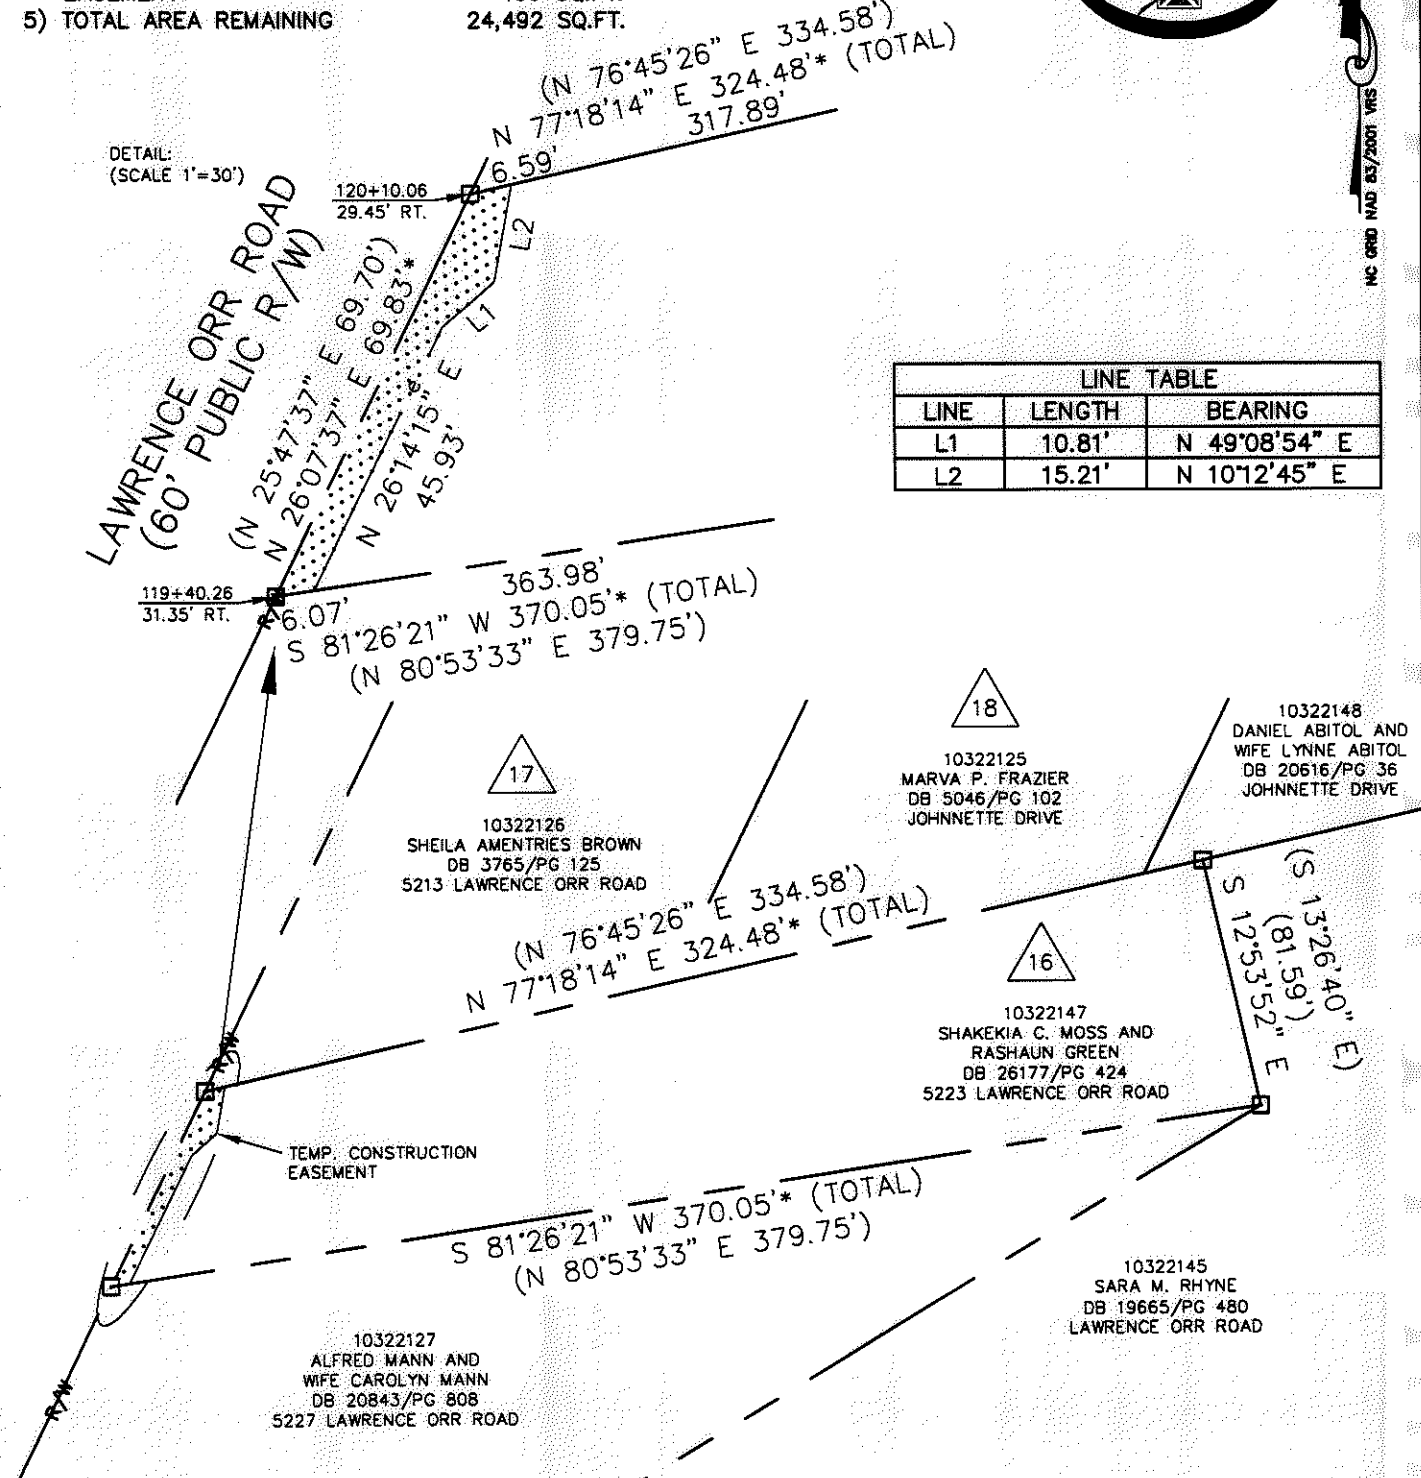 5) TOTAL AREA REMAINING 24,492 SQ.FT.
(N 76°45'26" E 334.58')
N 77°18'14" E 324.48'* (TOTAL)
317.89'
6.59'
DETAIL:
(SCALE 1'=30')
NC GRID NAD 83/2001 VRS
120+10.06
29.45' RT.
LAWRENCE ORR ROAD
(60' PUBLIC R/W)
L2
L1
(N 25°47'37" E 69.70')
N 26°07'37" E 69.83'*
N 26°14'15" E
45.93'
LINE TABLE
LINE LENGTH BEARING
L1 10.81' N 49°08'54" E
L2 15.21' N 10°12'45" E
119+40.26
31.35' RT.
6.07'
363.98'
S 81°26'21" W 370.05'* (TOTAL)
(N 80°53'33" E 379.75')
17
10322126
SHEILA AMENTRIES BROWN
DB 3765/PG 125
5213 LAWRENCE ORR ROAD
18
10322125
MARVA P. FRAZIER
DB 5046/PG 102
JOHNNETTE DRIVE
10322148
DANIEL ABITOL AND
WIFE LYNNE ABITOL
DB 20616/PG 36
JOHNNETTE DRIVE
(N 76°45'26" E 334.58')
N 77°18'14" E 324.48'* (TOTAL)
(S 13°26'40" E)
(81.59')
S 12°53'52" E
16
10322147
SHAKEKIA C. MOSS AND
RASHAUN GREEN
DB 26177/PG 424
5223 LAWRENCE ORR ROAD
R/W
TEMP. CONSTRUCTION
EASEMENT
S 81°26'21" W 370.05'* (TOTAL)
(N 80°53'33" E 379.75')
10322145
SARA M. RHYNE
DB 19665/PG 480
LAWRENCE ORR ROAD
10322127
ALFRED MANN AND
WIFE CAROLYN MANN
DB 20843/PG 808
5227 LAWRENCE ORR ROAD
R/W